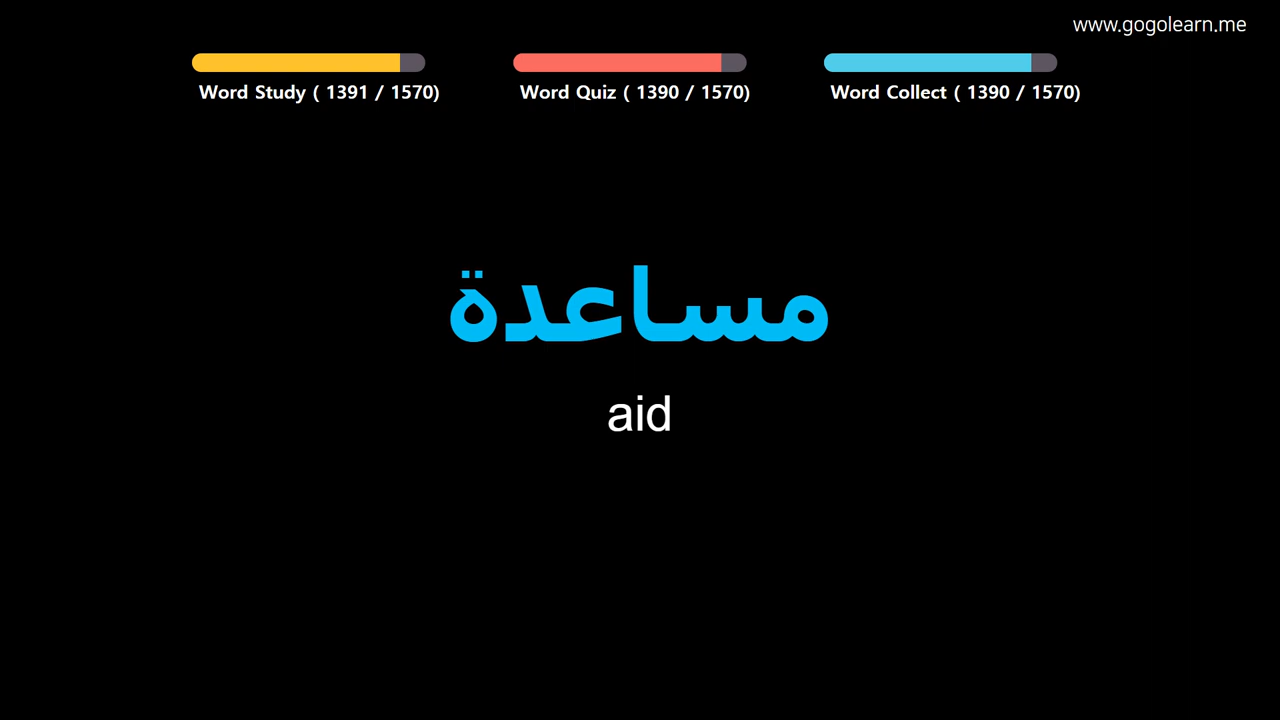 www.gogolearn.me
Word Study ( 1391 / 1570)
Word Quiz ( 1390 / 1570)
Word Collect ( 1390 / 1570)
مساعدة
aid